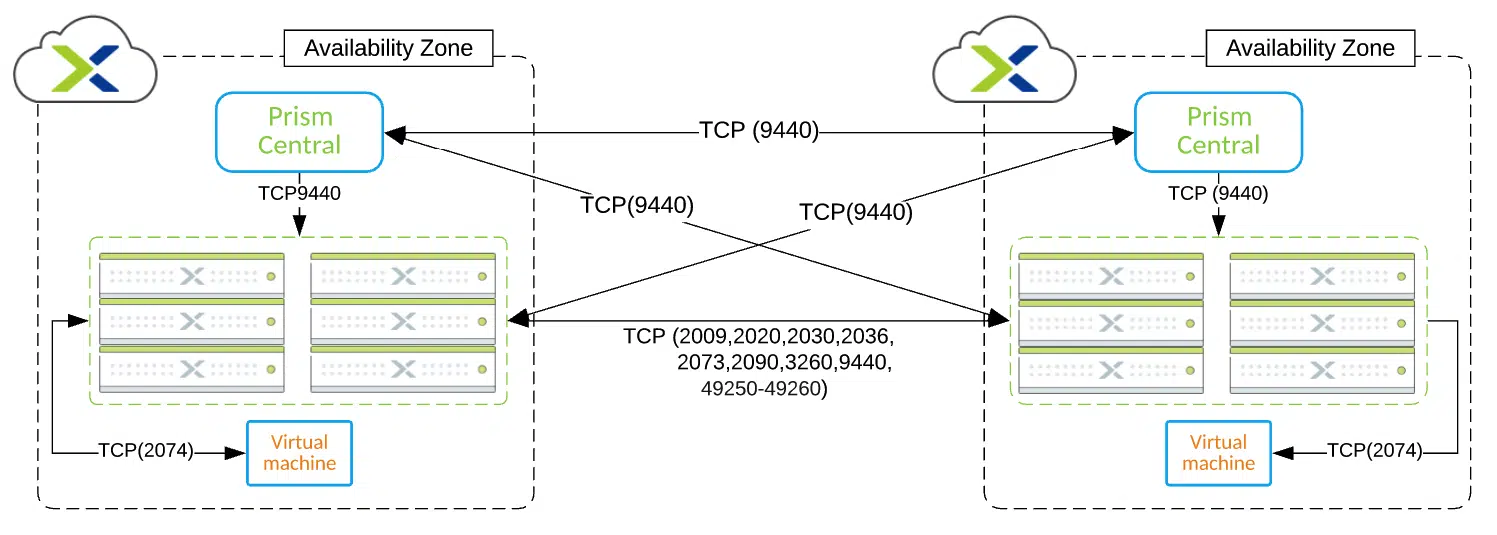 Availability Zone
Availability Zone
Prism
Central
TCP (9440)
Prism
Central
TCP9440
TCP (9440)
TCP(9440)
TCP(9440)
TCP (2009,2020,2030,2036,
2073,2090,3260,9440,
49250-49260)
TCP(2074)
Virtual
machine
Virtual
machine
TCP(2074)